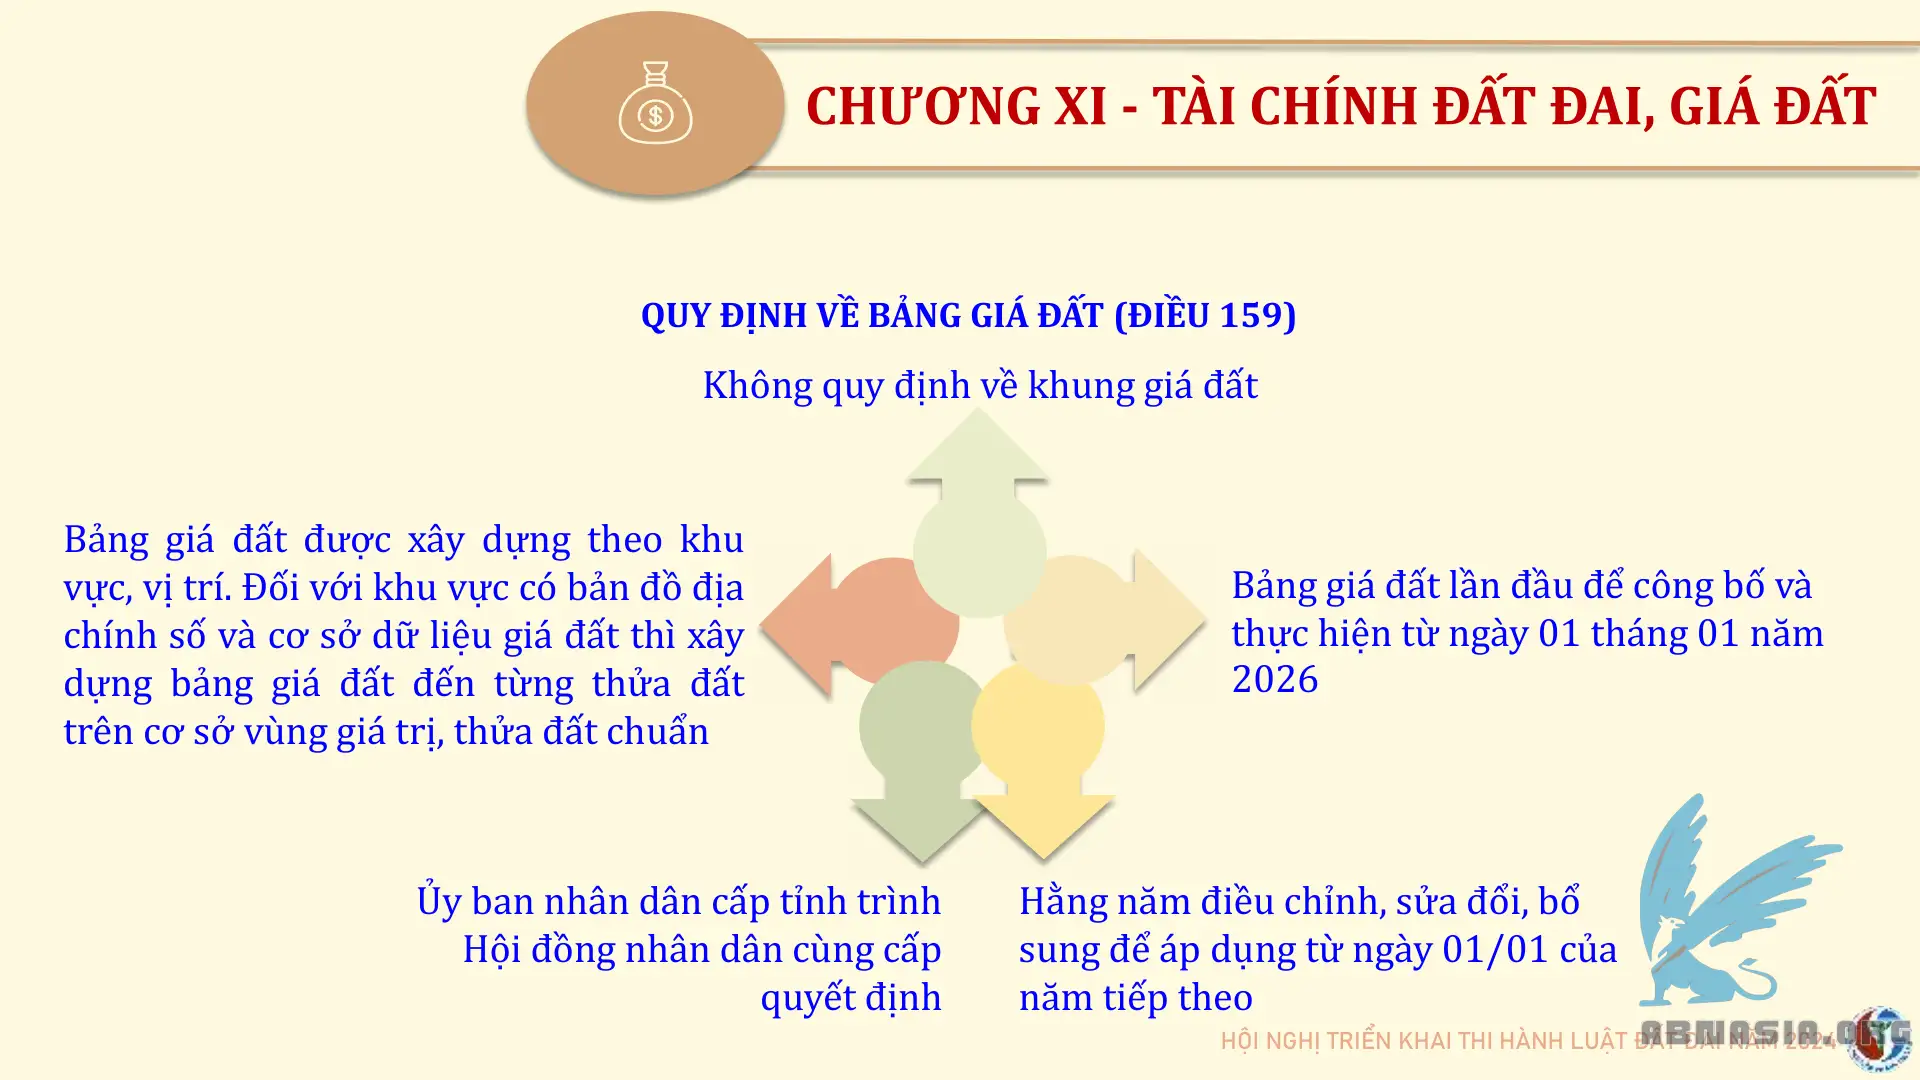 CHƯƠNG XI - TÀI CHÍNH ĐẤT ĐAI, GIÁ ĐẤT
QUY ĐỊNH VỀ BẢNG GIÁ ĐẤT (ĐIỀU 159)
Không quy định về khung giá đất
Bảng giá đất được xây dựng theo khu
vực, vị trí. Đối với khu vực có bản đồ địa
chính số và cơ sở dữ liệu giá đất thì xây
dựng bảng giá đất đến từng thửa đất
trên cơ sở vùng giá trị, thửa đất chuẩn
Bảng giá đất lần đầu để công bố và
thực hiện từ ngày 01 tháng 01 năm
2026
Ủy ban nhân dân cấp tỉnh trình
Hội đồng nhân dân cùng cấp
quyết định
Hằng năm điều chỉnh, sửa đổi, bổ
sung để áp dụng từ ngày 01/01 của
năm tiếp theo
HỘI NGHỊ TRIỂN KHAI THI HÀNH LUẬT ĐẤT ĐAI NĂM 2024
ABMASIA.ORG